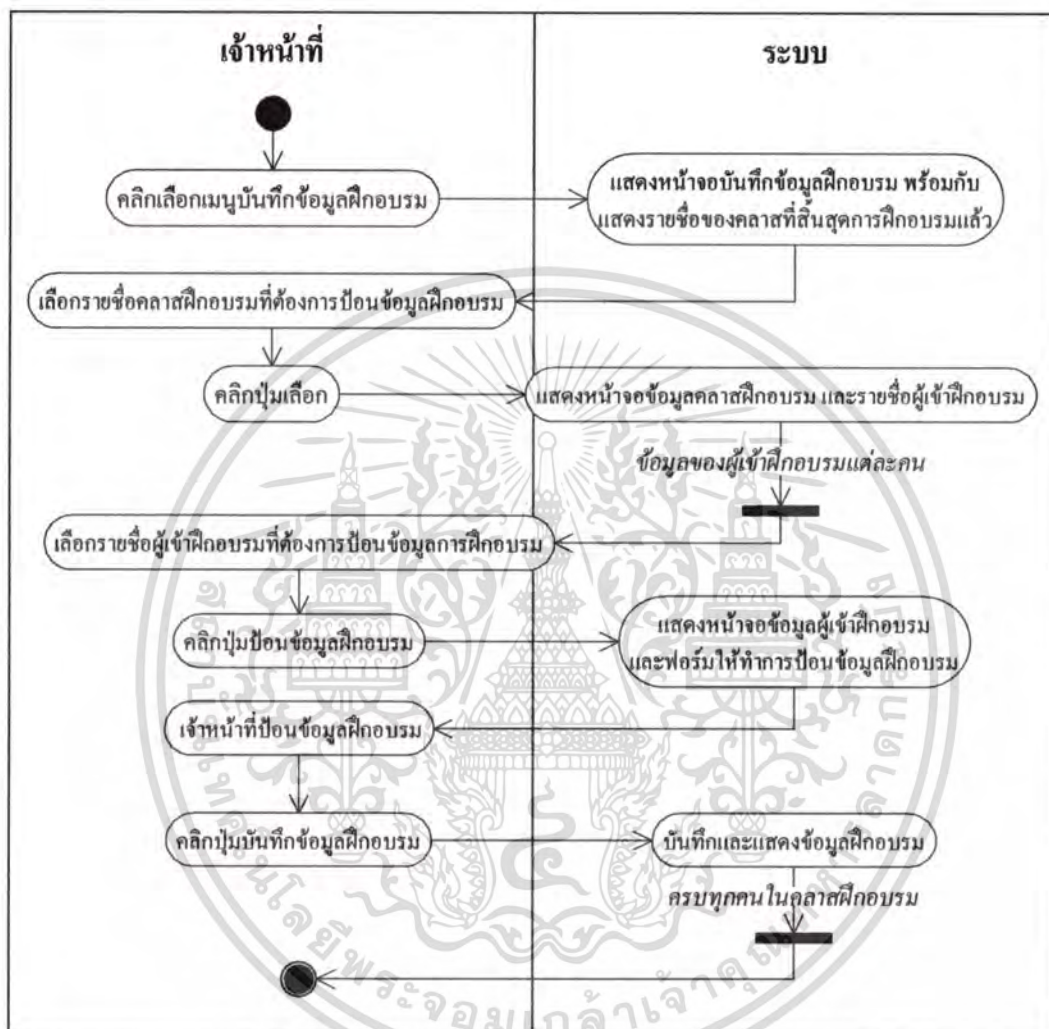 เจ้าหน้าที่
ระบบ
คลิกเลือกเมนูบันทึกข้อมูลฝึกอบรม
แสดงหน้าจอบันทึกข้อมูลฝึกอบรม พร้อมกับ
แสดงรายชื่อของคลาสที่สิ้นสุดการฝึกอบรมแล้ว
เลือกรายชื่อคลาสฝึกอบรมที่ต้องการป้อนข้อมูลฝึกอบรม
คลิกปุ่มเลือก
แสดงหน้าจอข้อมูลคลาสฝึกอบรม และรายชื่อผู้เข้าฝึกอบรม
ข้อมูลของผู้เข้าฝึกอบรมแต่ละคน
เลือกรายชื่อผู้เข้าฝึกอบรมที่ต้องการป้อนข้อมูลการฝึกอบรม
คลิกปุ่มป้อนข้อมูลฝึกอบรม
แสดงหน้าจอข้อมูลผู้เข้าฝึกอบรม
และฟอร์มให้ทำการป้อนข้อมูลฝึกอบรม
เจ้าหน้าที่ป้อนข้อมูลฝึกอบรม
คลิกปุ่มบันทึกข้อมูลฝึกอบรม
บันทึกและแสดงข้อมูลฝึกอบรม
ครบทุกคนในคลาสฝึกอบรม